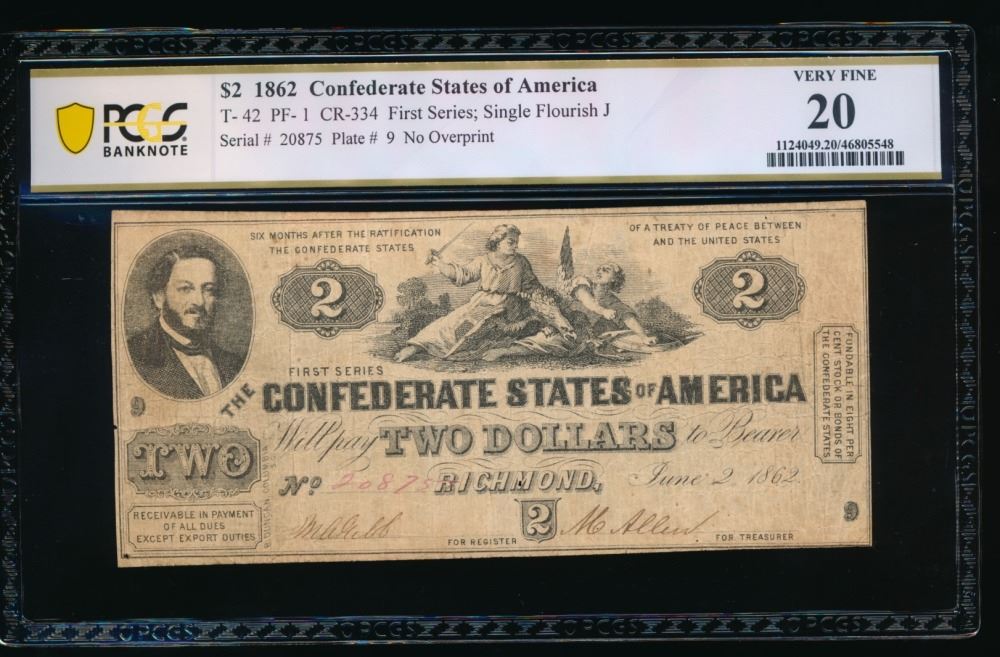 $2 1862 Confederate States of America
T- 42 PF- 1 CR-334 First Series; Single Flourish J
Serial # 20875 Plate # 9 No Overprint
PCGS
BANKNOTE
VERY FINE
20
1124049.20/46805548
SIX MONTHS AFTER THE RATIFICATION
THE CONFEDERATE STATES
OF A TREATY OF PEACE BETWEEN
AND THE UNITED STATES
2
2
FIRST SERIES
THE CONFEDERATE STATES OF AMERICA
FUNDABLE IN EIGHT PER
CENT STOCK OR BONDS OF
THE CONFEDERATE STATES
9
TWO
Will pay TWO DOLLARS to Bearer
No 20875 RICHMOND, June 2 1862
RECEIVABLE IN PAYMENT
OF ALL DUES
EXCEPT EXPORT DUTIES
2
9
M Allen
FOR REGISTER
FOR TREASURER
PCGS PCGS PCGS